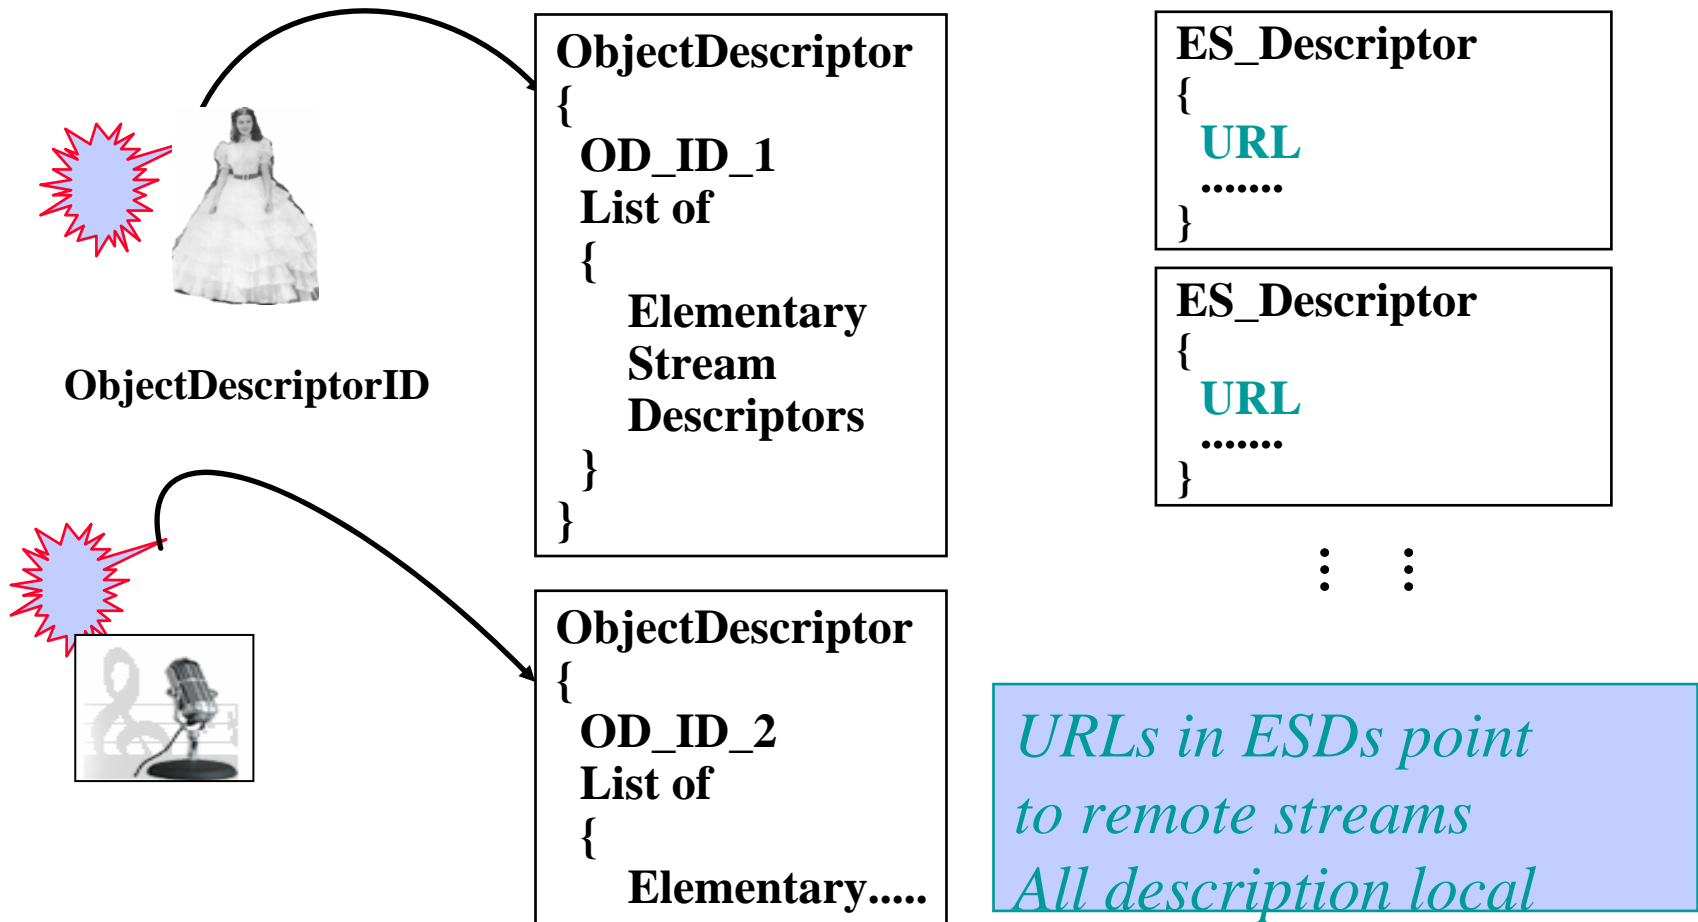 ObjectDescriptorID
ObjectDescriptor
{
OD_ID_1
List of
{
Elementary
Stream
Descriptors
}
}
ObjectDescriptor
{
OD_ID_2
List of
{
Elementary.....
ES_Descriptor
{
URL
.......
}
ES_Descriptor
{
URL
.......
}
URLs in ESDs point
to remote streams
All description local